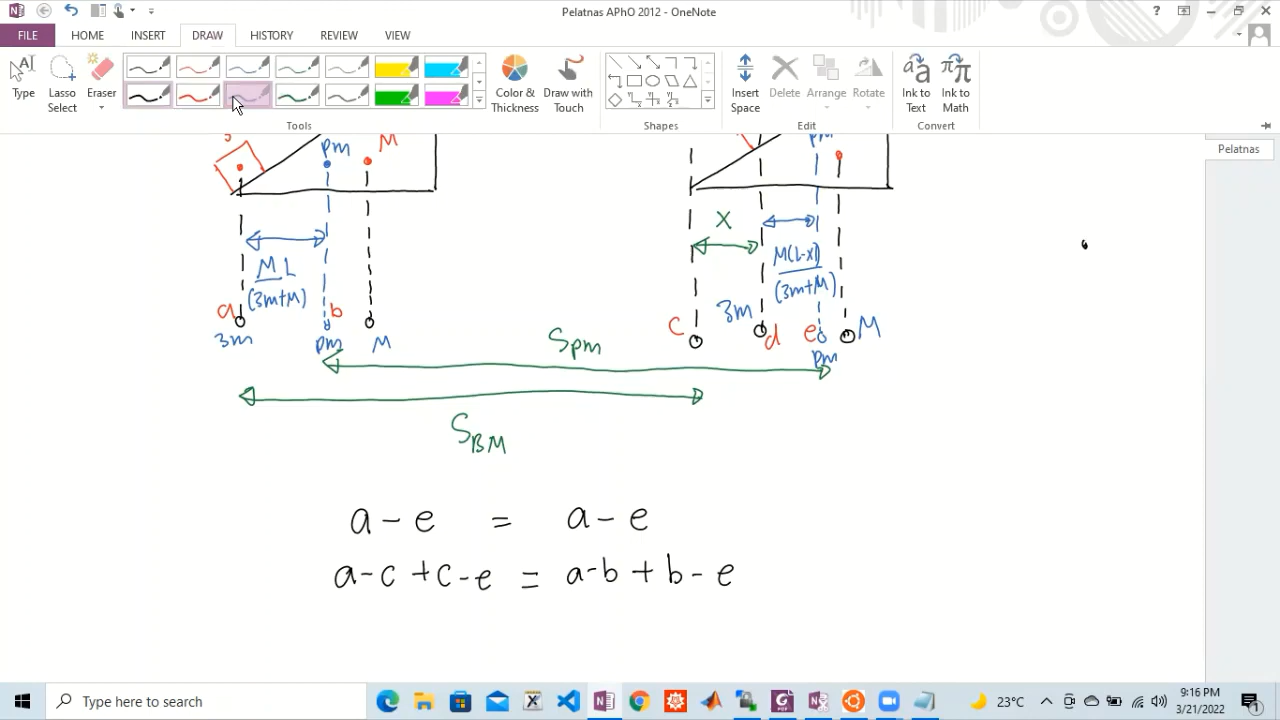 Pelatnas APhO 2012 - OneNote
?
FILE HOME INSERT DRAW HISTORY REVIEW VIEW
Type
Lasso Select
Eraser
Color & Thickness
Draw with Touch
Insert Space
Delete
Arrange
Rotate
Ink to Text
Ink to Math
Tools
Shapes
Edit
Convert
Pelatnas
pm M
pm
X
ML
(3m+M)
M(L-X)
(3m+M)
a b
3m pm M
c 3m d e M
pm
Spm
SBM
a - e = a - e
a-c + c-e = a-b + b-e
Type here to search
23°C
9:16 PM
3/21/2022
1